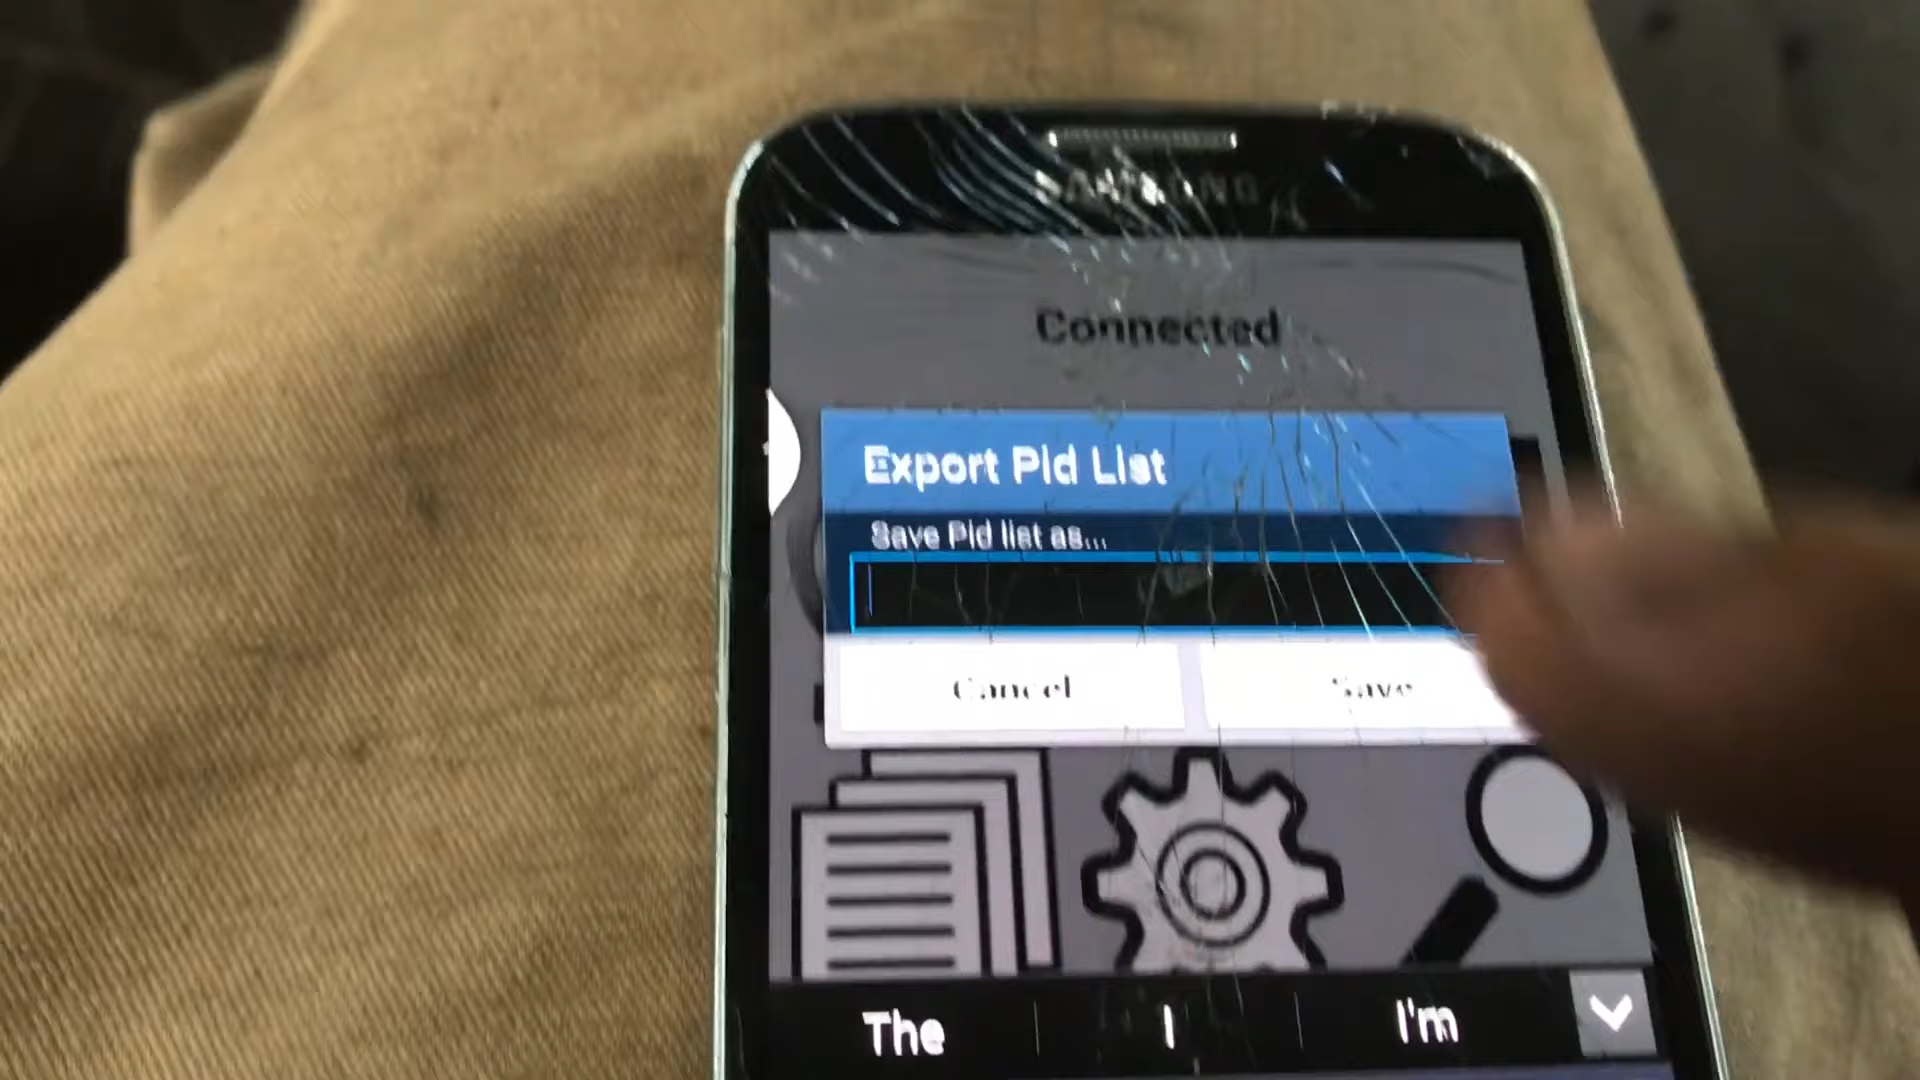 SAMSUNG
Connected
Export Pid List
Save Pid list as...
Cancel Save
The I I'm